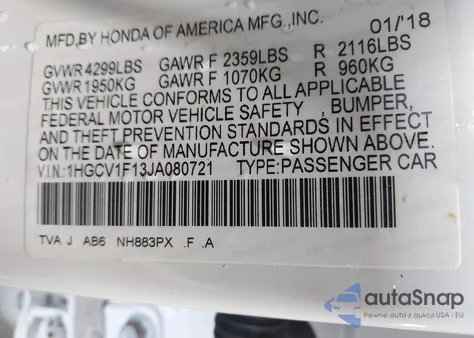 MFD.BY HONDA OF AMERICA MFG.,INC. 01/'18
GVWR 4299LBS GAWR F 2359LBS R 2116LBS
GVWR 1950KG GAWR F 1070KG R 960KG
THIS VEHICLE CONFORMS TO ALL APPLICABLE
FEDERAL MOTOR VEHICLE SAFETY , BUMPER,
AND THEFT PREVENTION STANDARDS IN EFFECT
ON THE DATE OF MANUFACTURE SHOWN ABOVE.
V.I.N.:1HGCV1F13JA080721 TYPE:PASSENGER CAR
TVA J AB6 NH883PX .F .A
autoSnap
Pewne auta z aukcji USA - EU